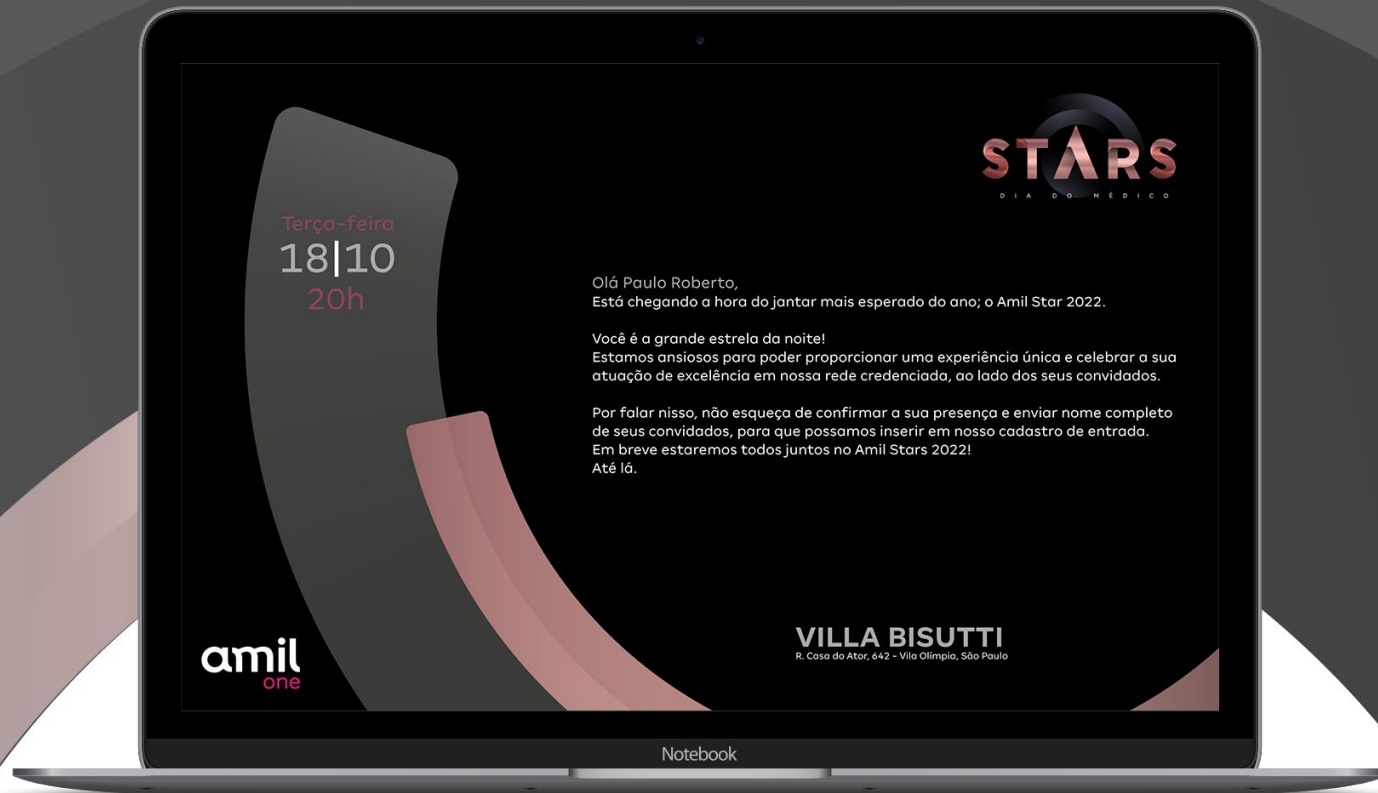 STARS
DIA DO MÉDICO
Terça-feira
18|10
20h
Olá Paulo Roberto,
Está chegando a hora do jantar mais esperado do ano; o Amil Star 2022.
Você é a grande estrela da noite!
Estamos ansiosos para poder proporcionar uma experiência única e celebrar a sua
atuação de excelência em nossa rede credenciada, ao lado dos seus convidados.
Por falar nisso, não esqueça de confirmar a sua presença e enviar nome completo
de seus convidados, para que possamos inserir em nosso cadastro de entrada.
Em breve estaremos todos juntos no Amil Stars 2022!
Até lá.
VILLA BISUTTI
R. Casa do Ator, 642 - Vila Olímpia, São Paulo
amil
one
Notebook